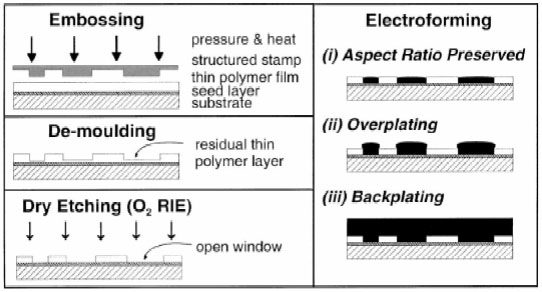 Embossing
pressure & heat
structured stamp
thin polymer film
seed layer
substrate
De-moulding
residual thin
polymer layer
Dry Etching (O2 RIE)
open window
Electroforming
(i) Aspect Ratio Preserved
(ii) Overplating
(iii) Backplating